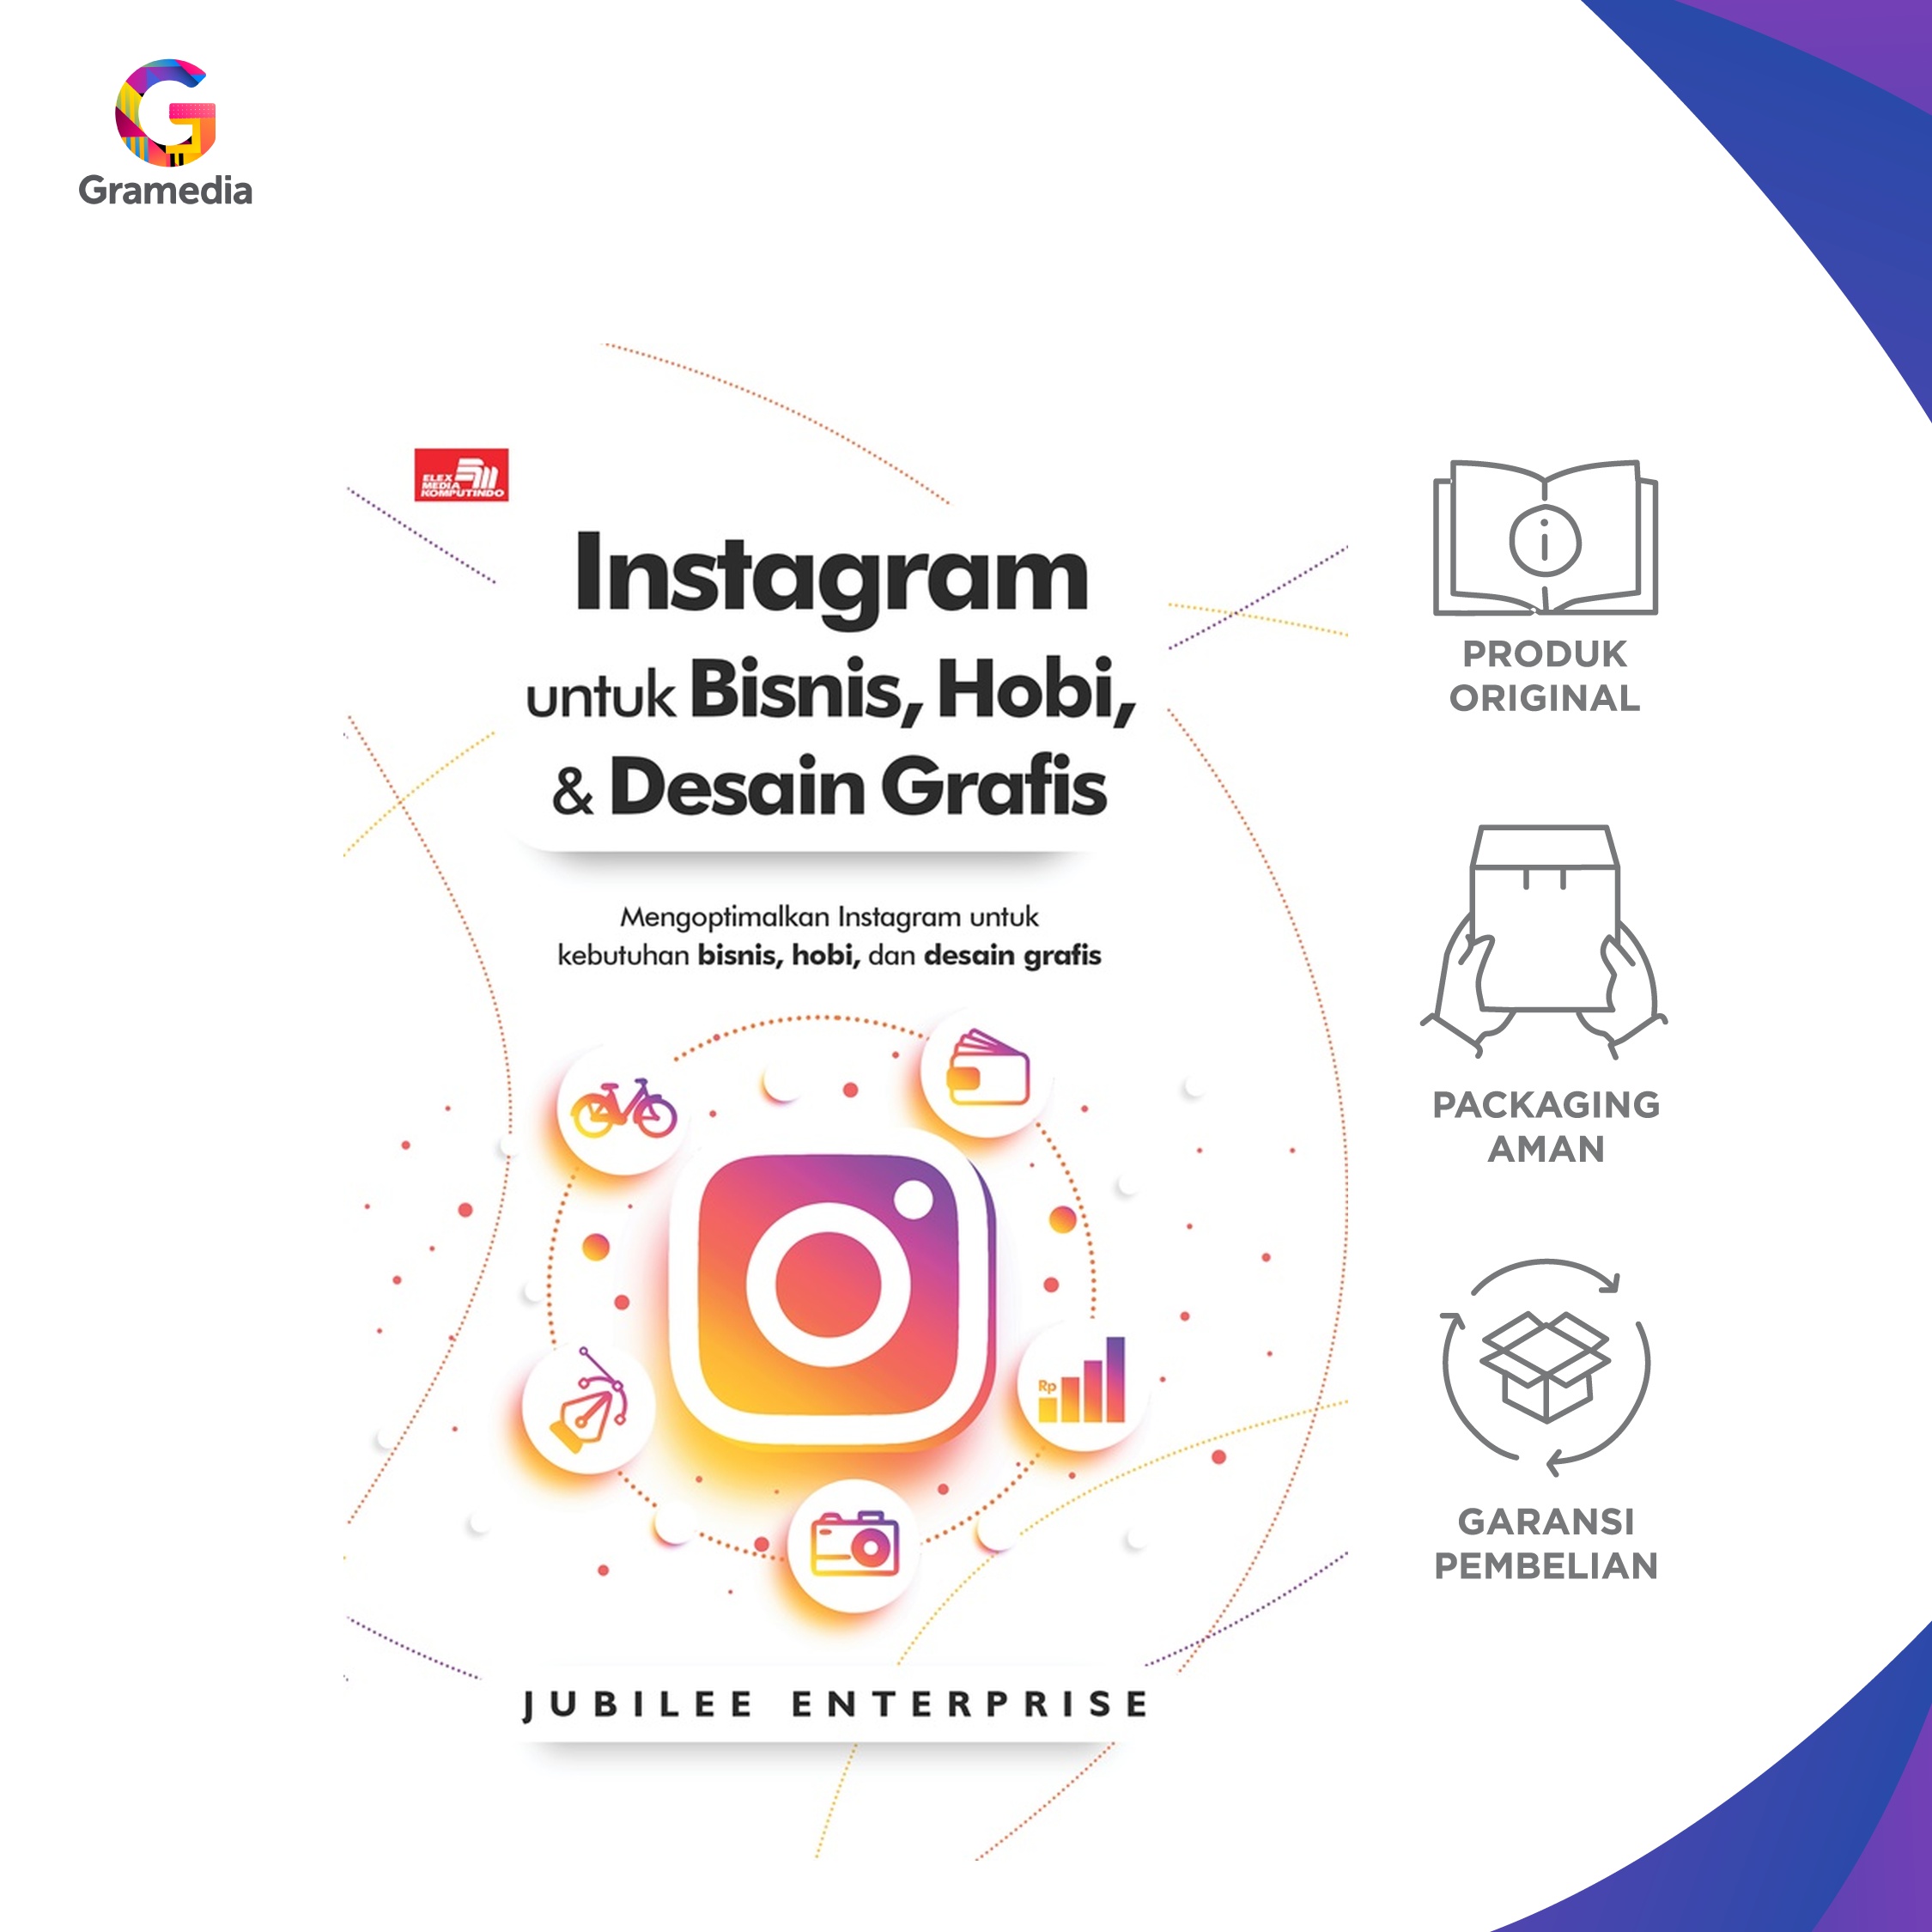 Gramedia
ELEX
MEDIA
KOMPUTINDO
Instagram
untuk Bisnis, Hobi,
& Desain Grafis
Mengoptimalkan Instagram untuk
kebutuhan bisnis, hobi, dan desain grafis
Rp
JUBILEE ENTERPRISE
PRODUK
ORIGINAL
PACKAGING
AMAN
GARANSI
PEMBELIAN